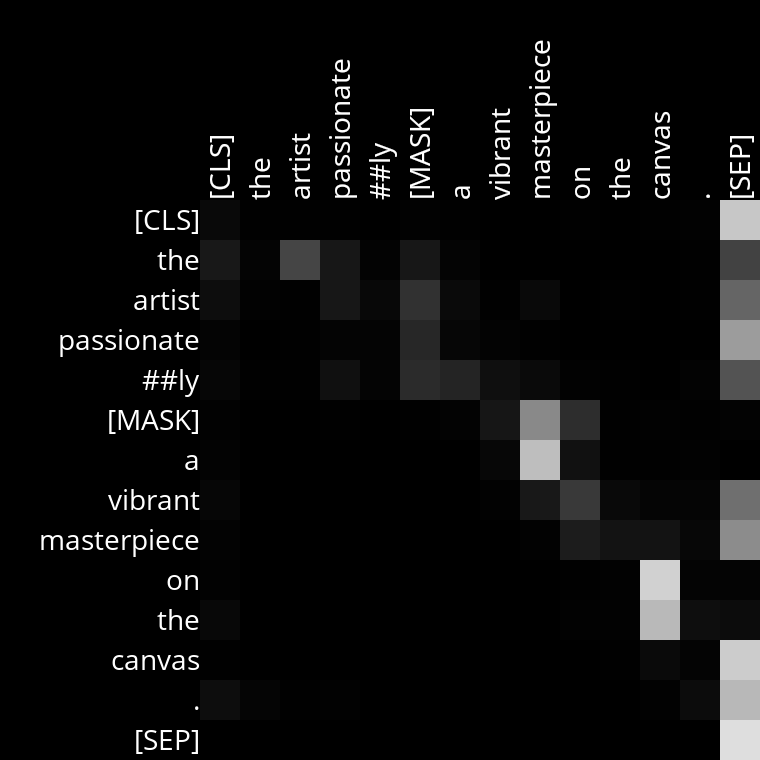 [CLS]
the
artist
passionate
##ly
[MASK]
a
vibrant
masterpiece
on
the
canvas
.
[SEP]
[CLS]
the
artist
passionate
##ly
[MASK]
a
vibrant
masterpiece
on
the
canvas
.
[SEP]